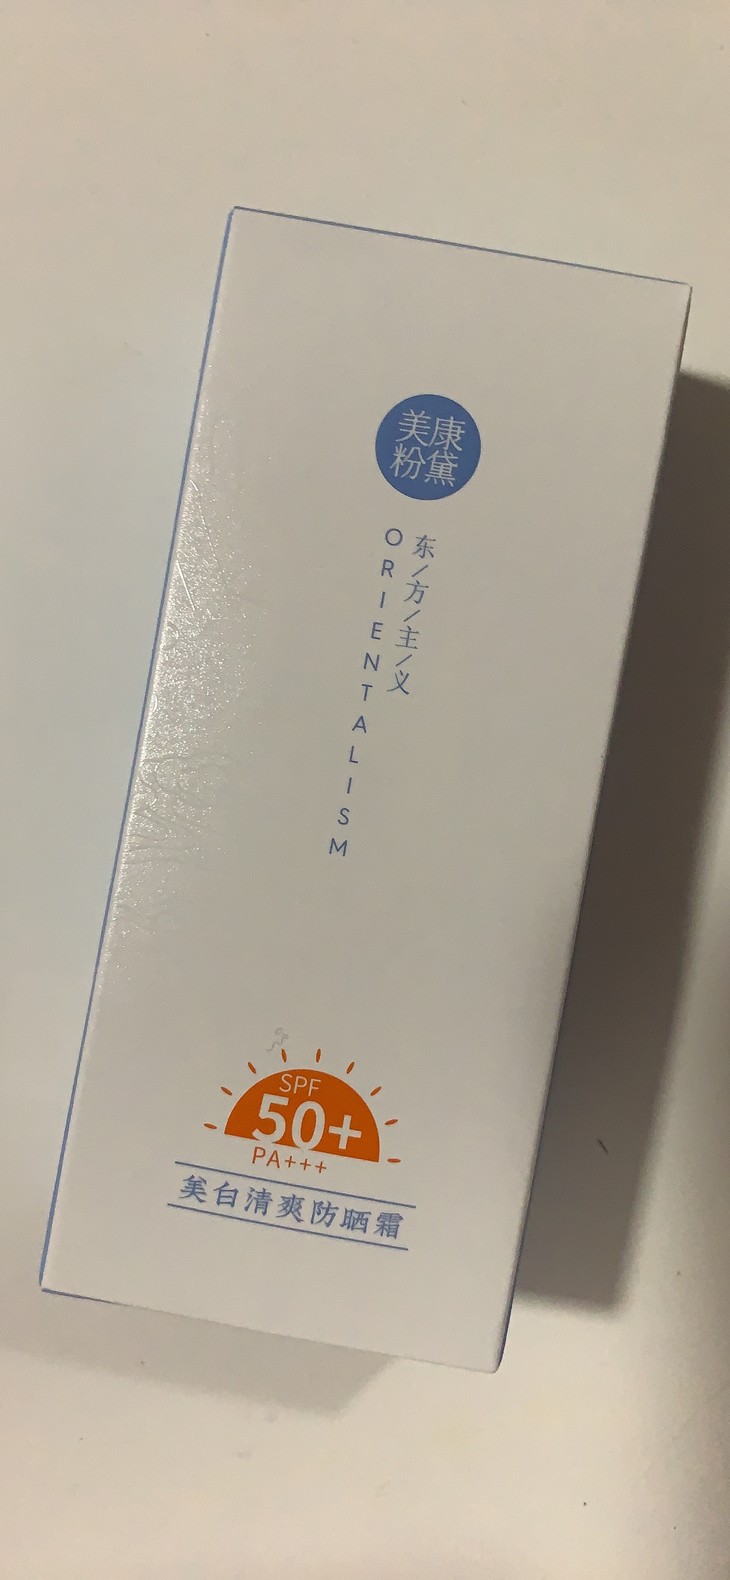 美康
粉黛
东/方/主/义
ORIENTALISM
SPF
50+
PA+++
美白清爽防晒霜